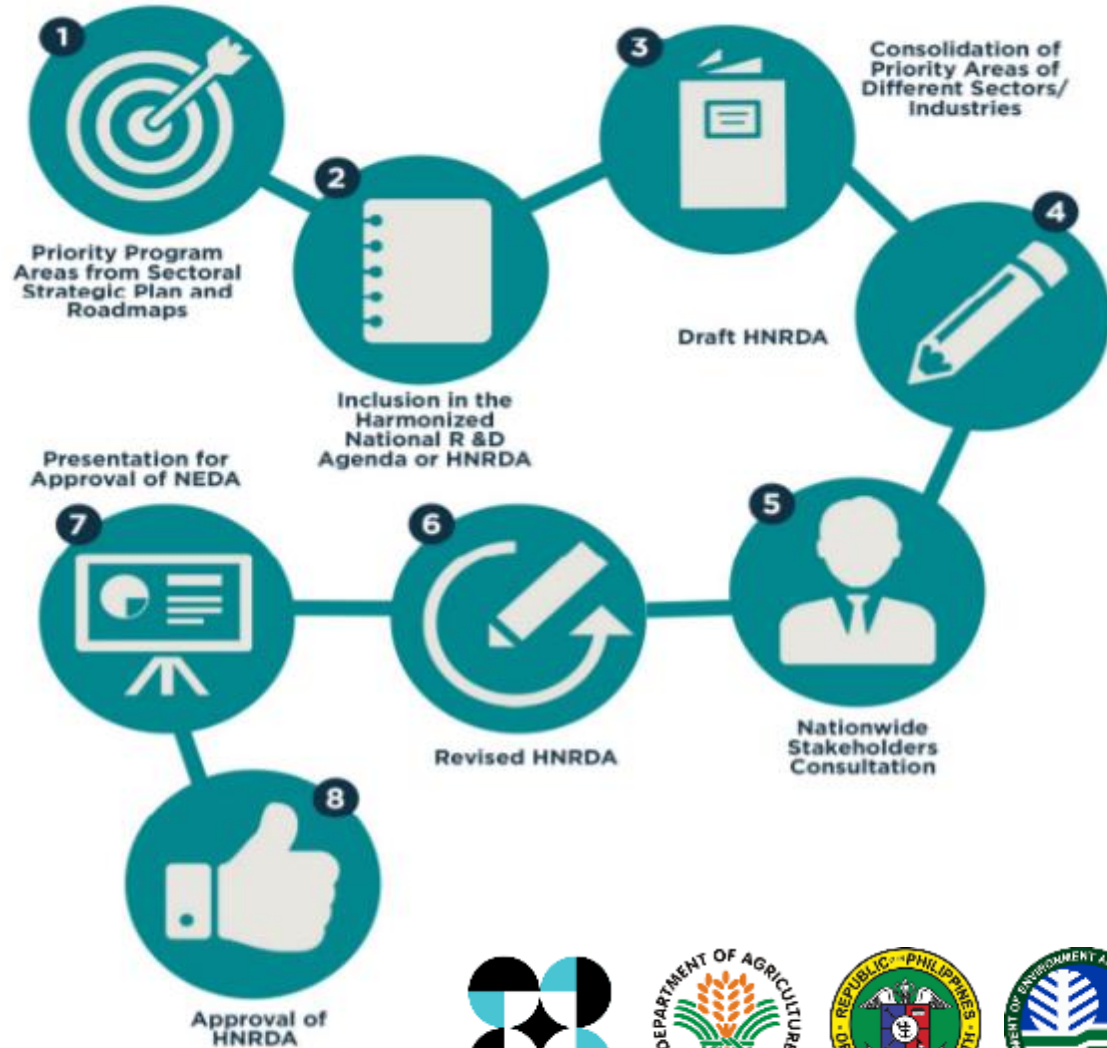 1
Priority Program
Areas from Sectoral
Strategic Plan and
Roadmaps
2
Inclusion in the
Harmonized
National R &D
Agenda or HNRDA
3
Consolidation of
Priority Areas of
Different Sectors/
Industries
4
Draft HNRDA
5
Nationwide
Stakeholders
Consultation
6
Revised HNRDA
7
Presentation for
Approval of NEDA
8
Approval of
HNRDA
OF AGRICULTURE
REPUBLIC PHILIPPINES
OF ENVIRONMENT